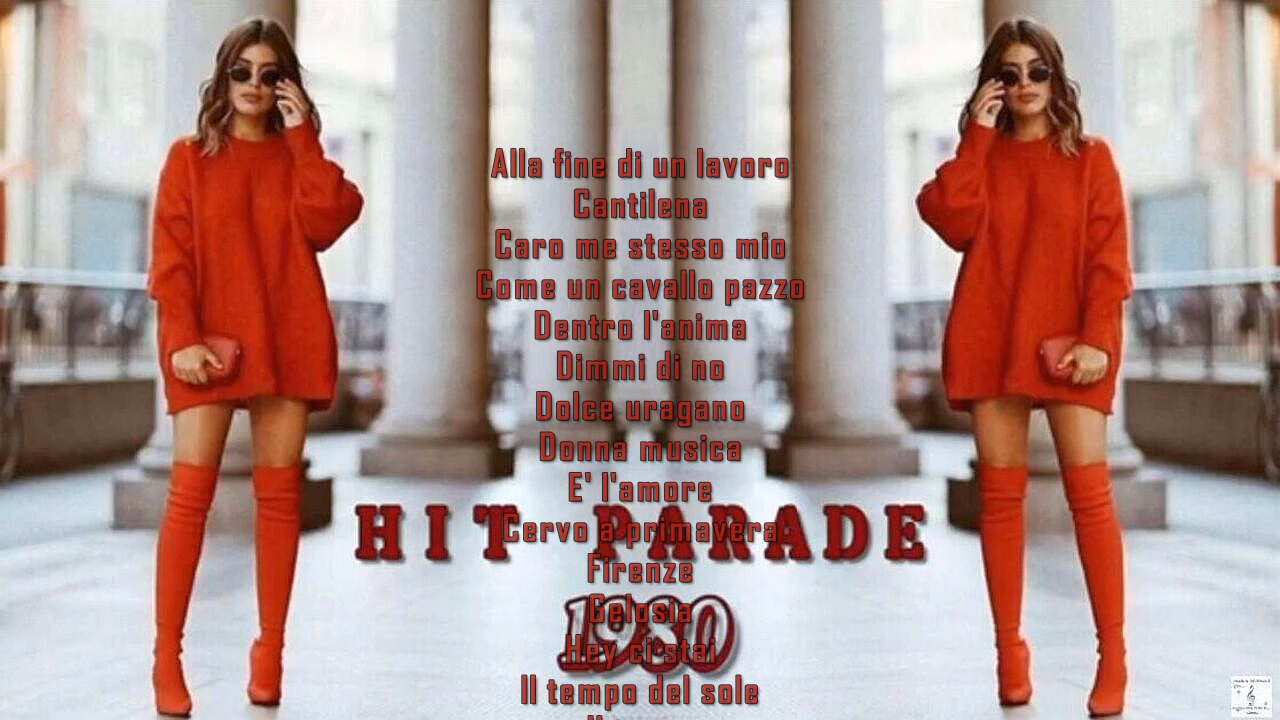 Alla fine di un lavoro
Cantilena
Caro me stesso mio
Come un cavallo pazzo
Dentro l'anima
Dimmi di no
Dolce uragano
Donna musica
E' l'amore
HIT PARADE
Cervo a primavera
Firenze
1980
Gelosia
Hey ci stai
Il tempo del sole